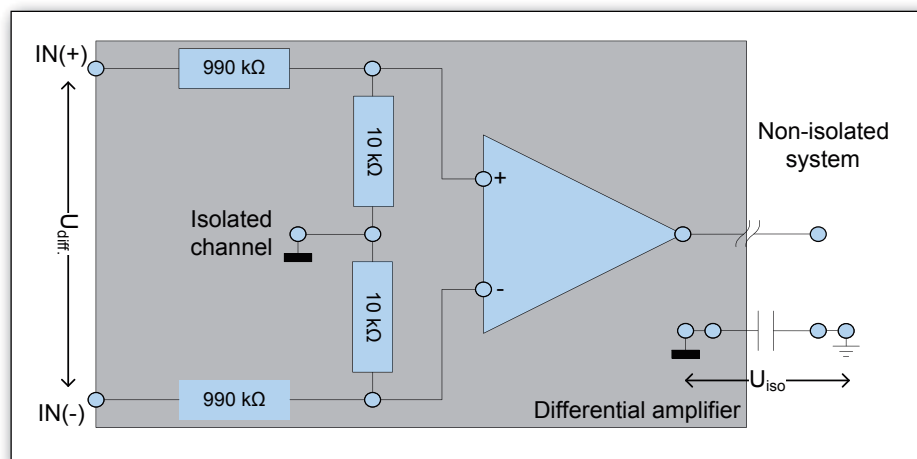 IN(+)
990 kΩ
10 kΩ
Non-isolated
system
+
Isolated
channel
Udiff.
10 kΩ
-
990 kΩ
IN(-)
Uiso
Differential amplifier